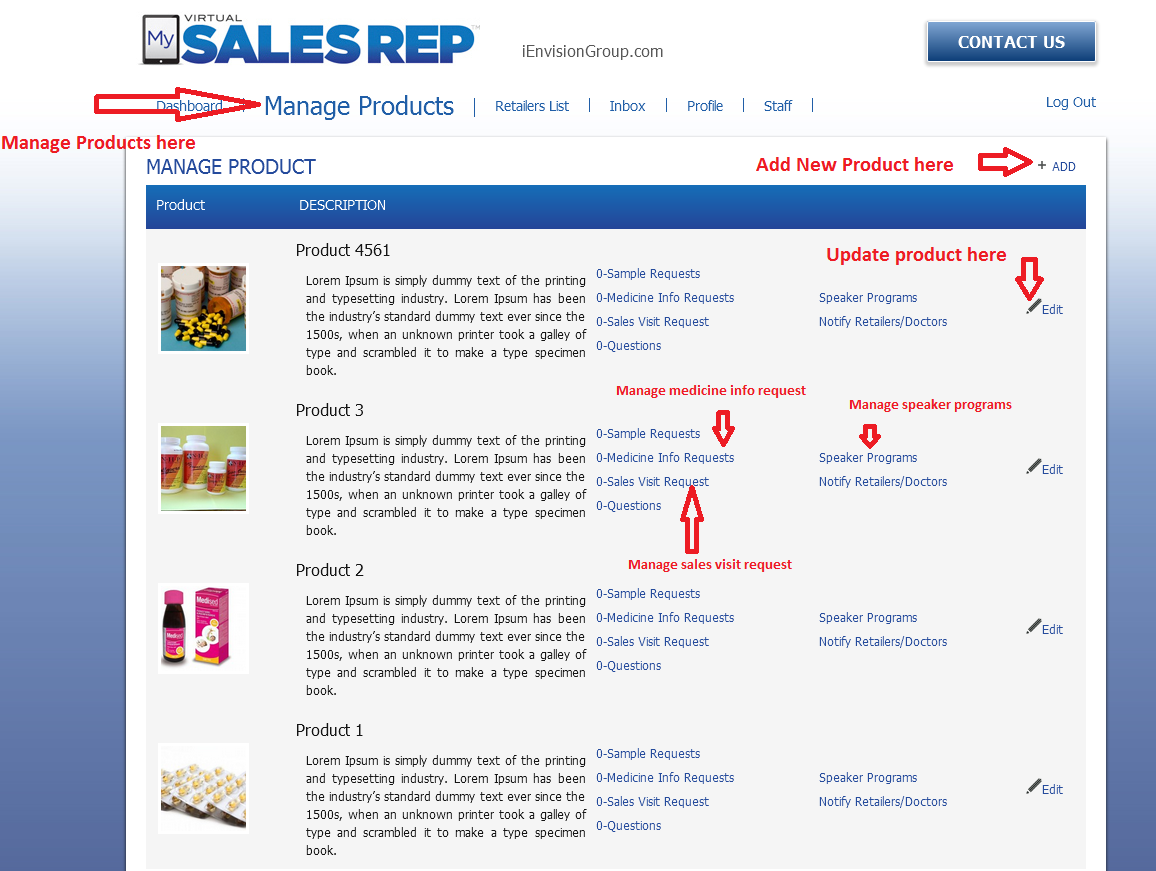 VIRTUAL
My SALES REP™
iEnvisionGroup.com
CONTACT US
Dashboard
Manage Products
Retailers List
Inbox
Profile
Staff
Log Out
Manage Products here
MANAGE PRODUCT
Add New Product here
+ ADD
Product
DESCRIPTION
Product 4561
Lorem Ipsum is simply dummy text of the printing
and typesetting industry. Lorem Ipsum has been
the industry’s standard dummy text ever since the
1500s, when an unknown printer took a galley of
type and scrambled it to make a type specimen
book.
0-Sample Requests
0-Medicine Info Requests
0-Sales Visit Request
0-Questions
Speaker Programs
Notify Retailers/Doctors
Update product here
Edit
Product 3
Lorem Ipsum is simply dummy text of the printing
and typesetting industry. Lorem Ipsum has been
the industry’s standard dummy text ever since the
1500s, when an unknown printer took a galley of
type and scrambled it to make a type specimen
book.
Manage medicine info request
0-Sample Requests
0-Medicine Info Requests
0-Sales Visit Request
0-Questions
Manage sales visit request
Manage speaker programs
Speaker Programs
Notify Retailers/Doctors
Edit
Product 2
Lorem Ipsum is simply dummy text of the printing
and typesetting industry. Lorem Ipsum has been
the industry’s standard dummy text ever since the
1500s, when an unknown printer took a galley of
type and scrambled it to make a type specimen
book.
Medised
0-Sample Requests
0-Medicine Info Requests
0-Sales Visit Request
0-Questions
Speaker Programs
Notify Retailers/Doctors
Edit
Product 1
Lorem Ipsum is simply dummy text of the printing
and typesetting industry. Lorem Ipsum has been
the industry’s standard dummy text ever since the
1500s, when an unknown printer took a galley of
type and scrambled it to make a type specimen
book.
0-Sample Requests
0-Medicine Info Requests
0-Sales Visit Request
0-Questions
Speaker Programs
Notify Retailers/Doctors
Edit